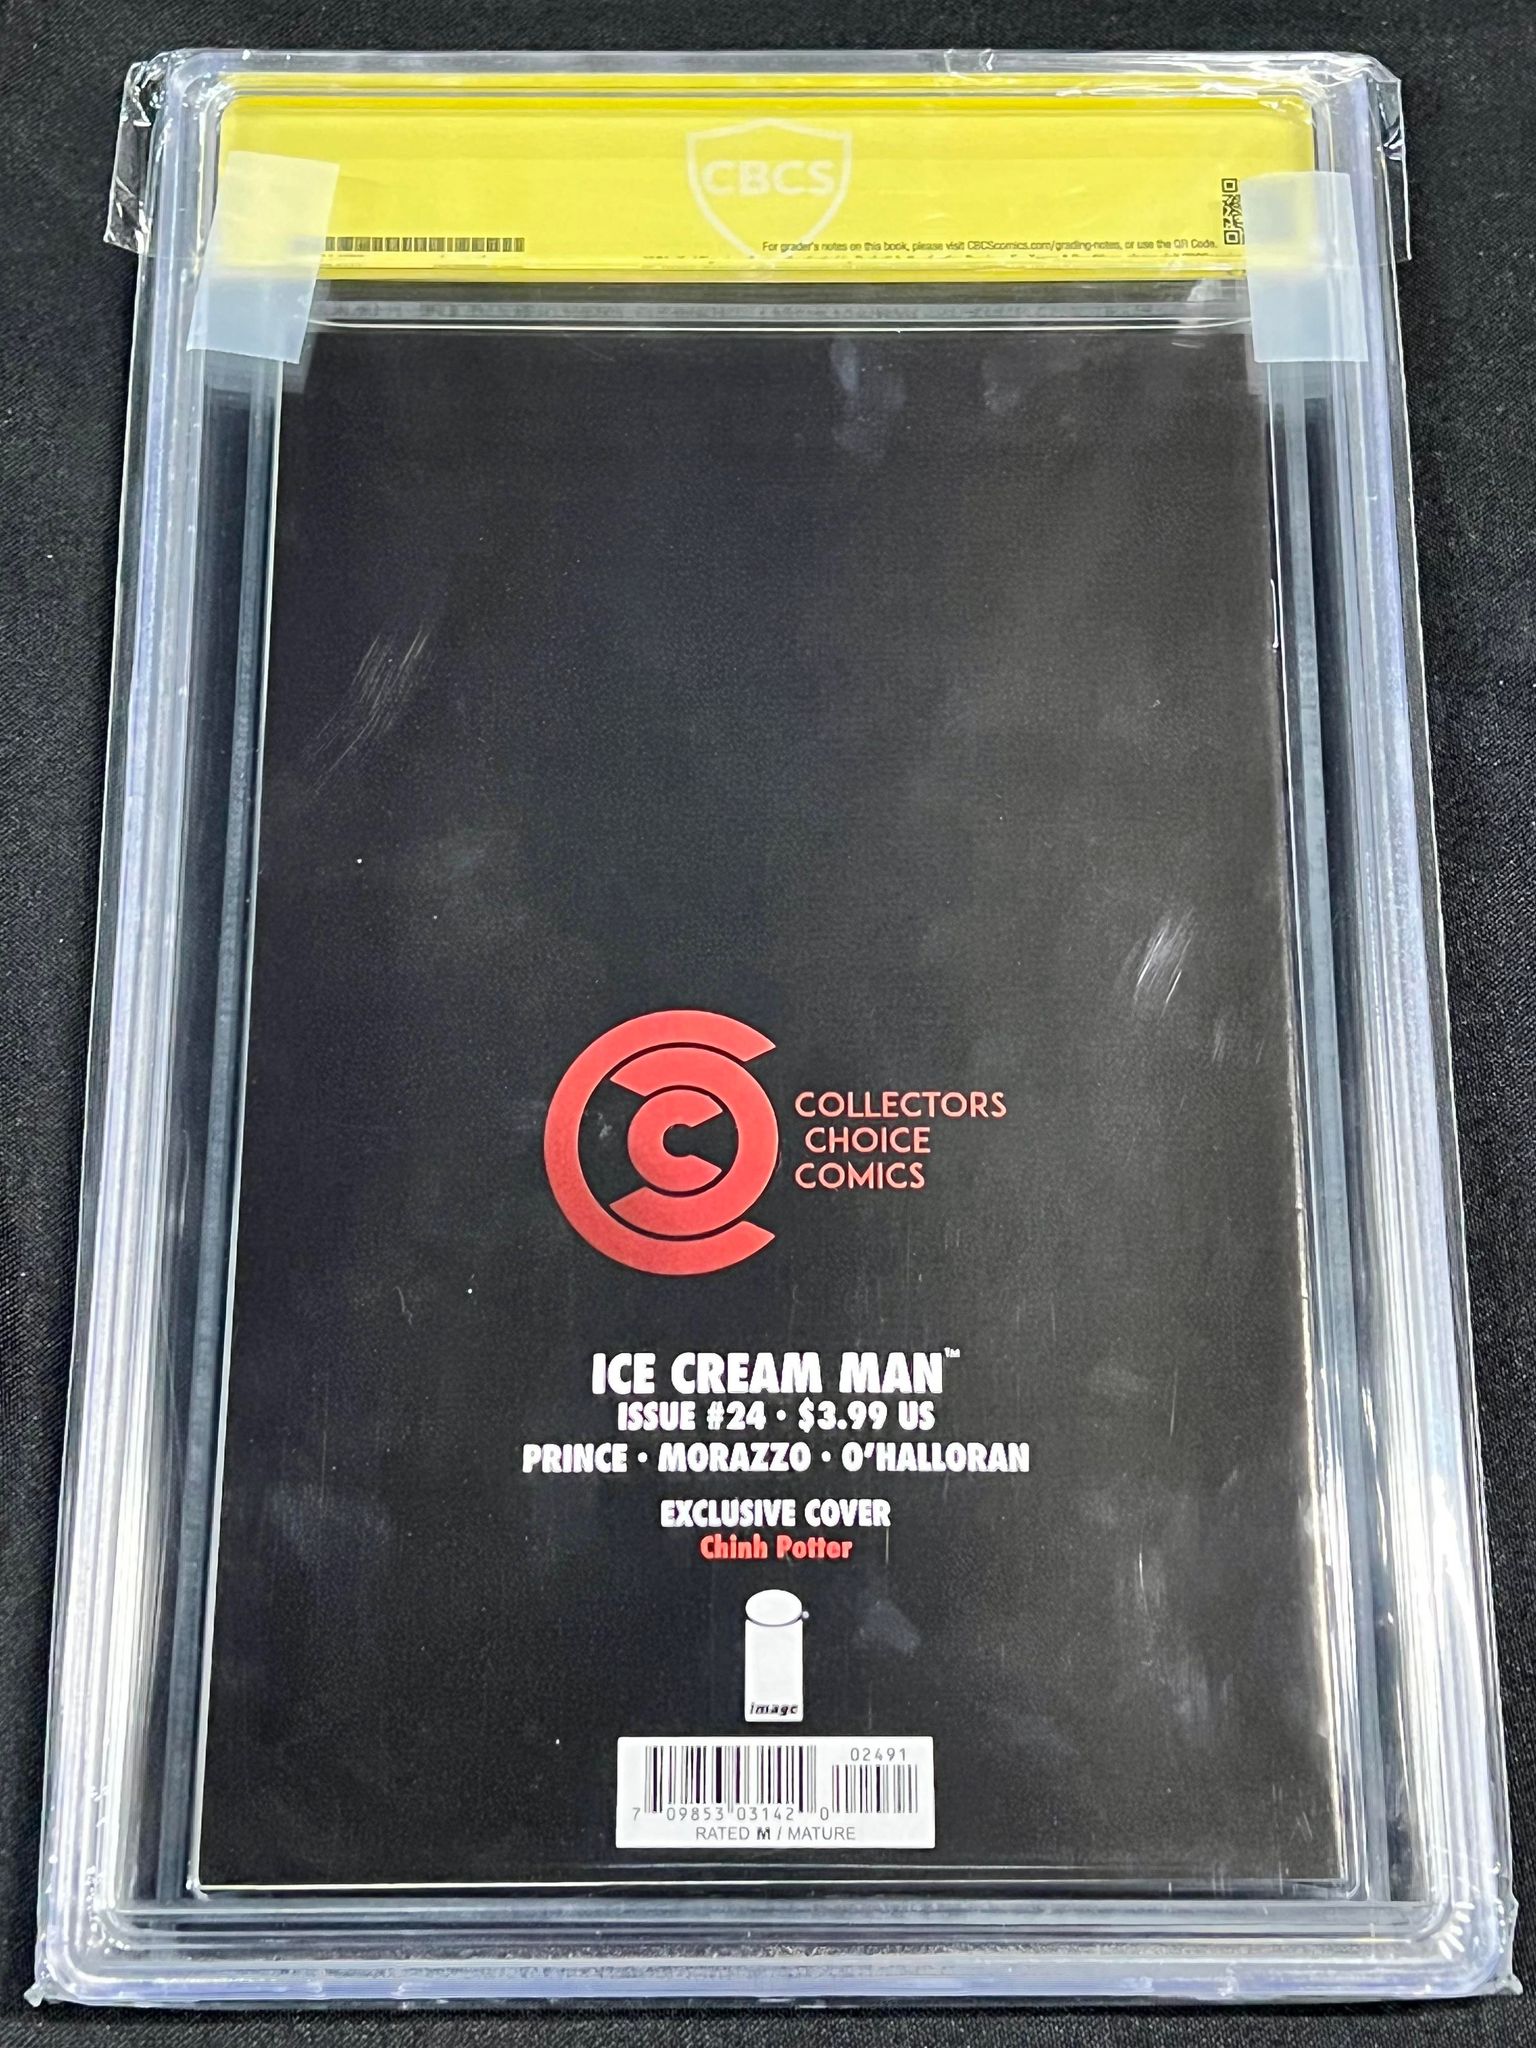 CBCS
For grader's notes on this book, please visit CBCScomics.com/grading-notes, or use the QR Code.
C
COLLECTORS
CHOICE
COMICS
ICE CREAM MAN™
ISSUE #24 • $3.99 US
PRINCE • MORAZZO • O'HALLORAN
EXCLUSIVE COVER
Chinh Potter
image
02491
7 09853 03142 0
RATED M / MATURE